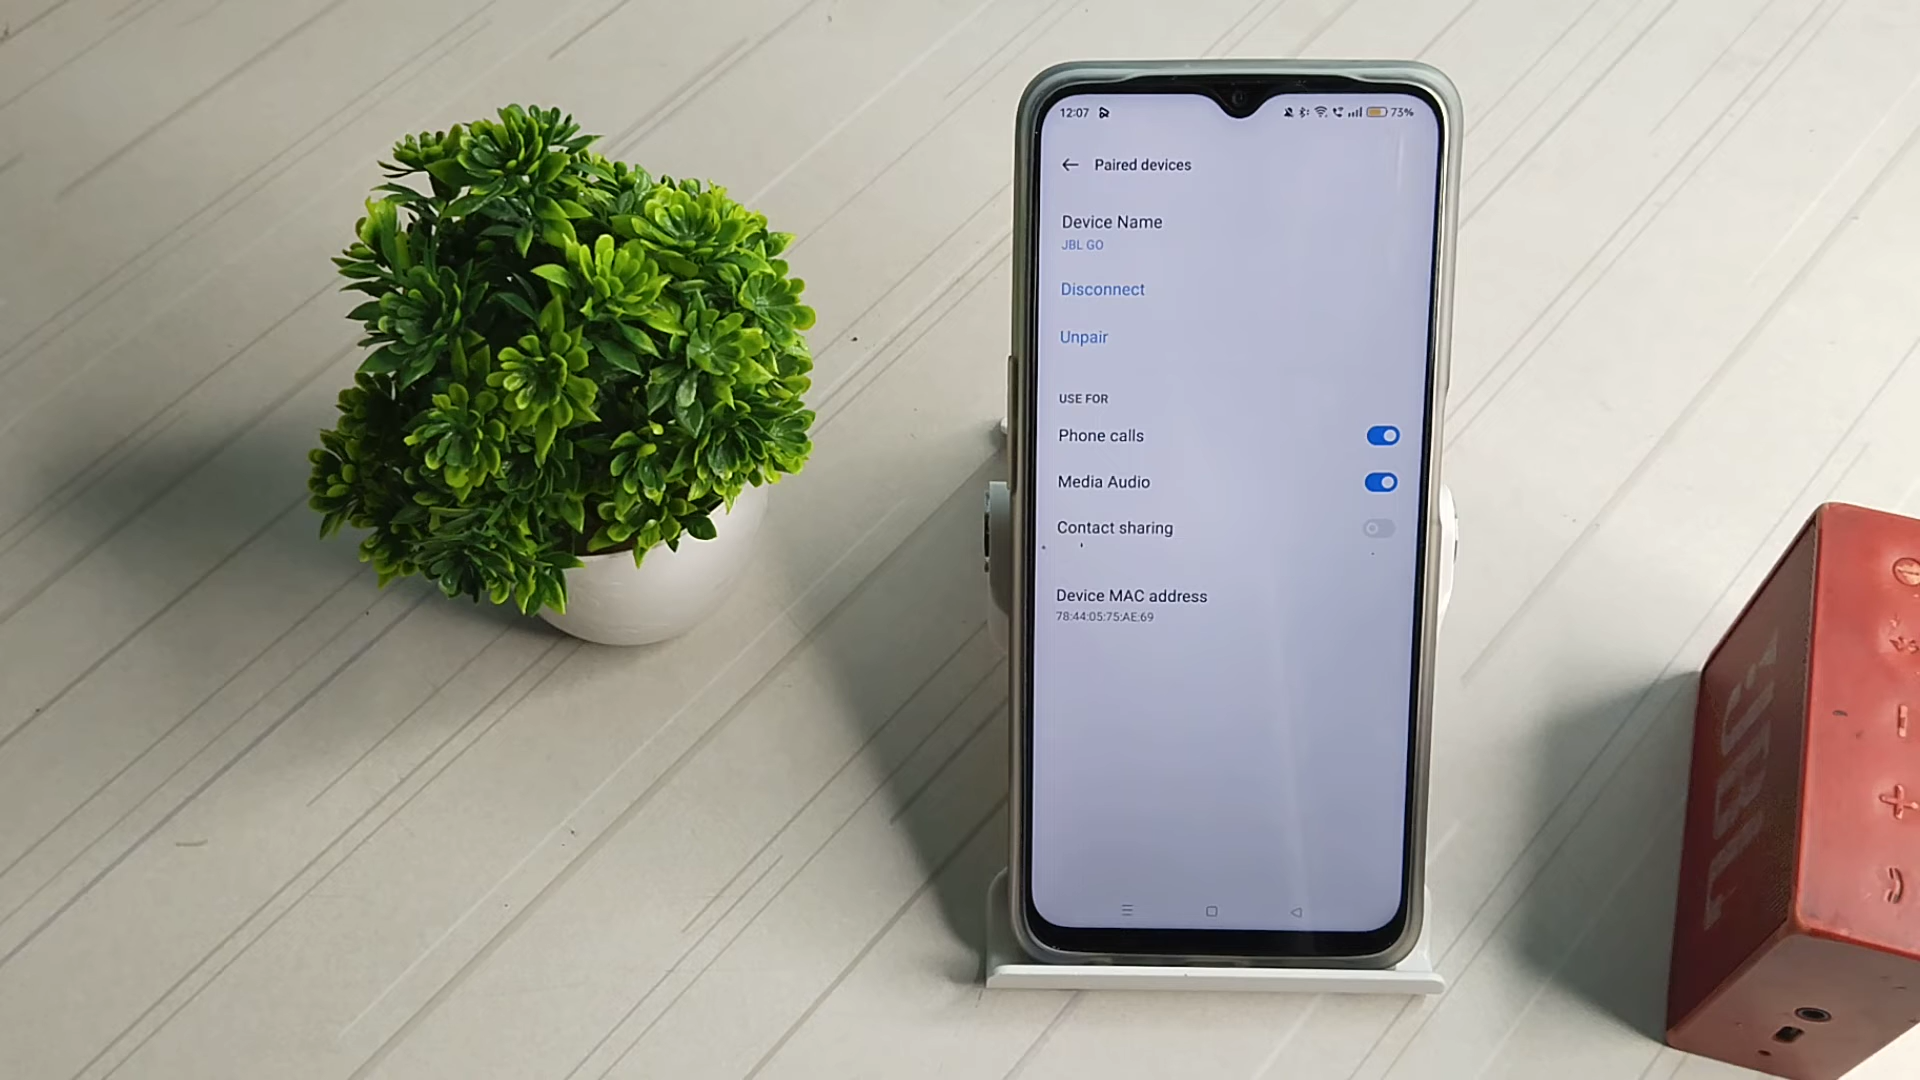 12:07
73%
Paired devices
Device Name
JBL GO
Disconnect
Unpair
USE FOR
Phone calls
Media Audio
Contact sharing
Device MAC address
78:44:05:75:AE:69
JBL